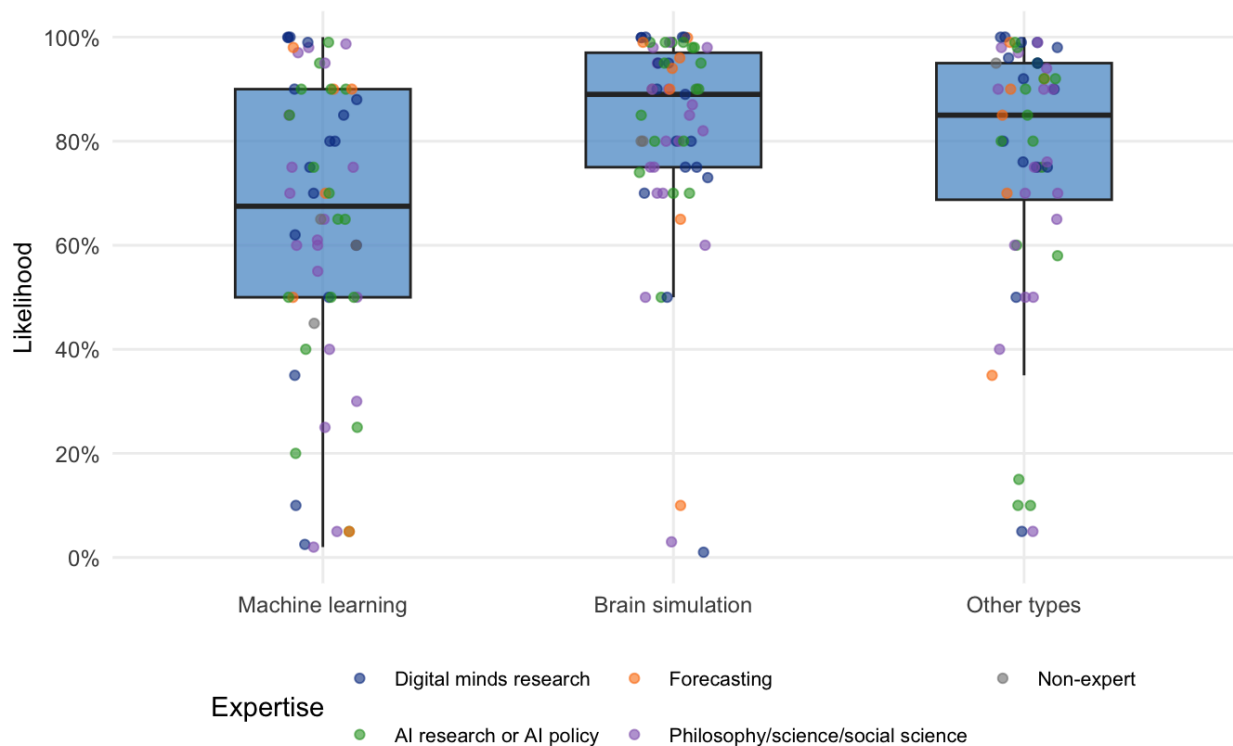 100%
80%
60%
40%
20%
0%
Likelihood
Machine learning
Brain simulation
Other types
Expertise
Digital minds research
Forecasting
Non-expert
AI research or AI policy
Philosophy/science/social science